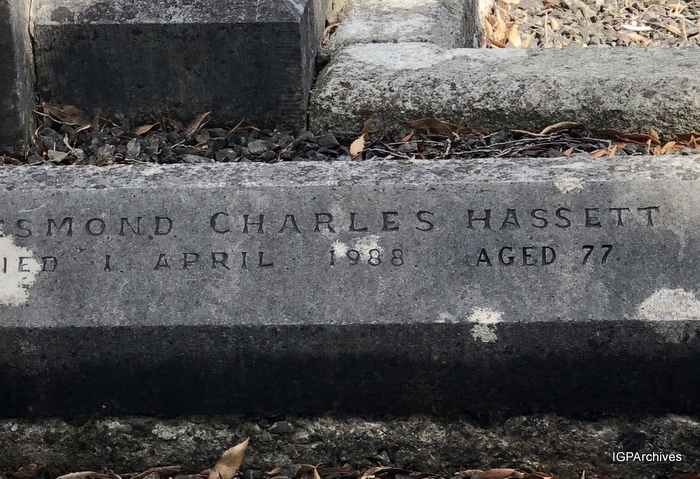 ESMOND CHARLES HASSETT
IED 1 APRIL 1988 AGED 77
IGPArchives